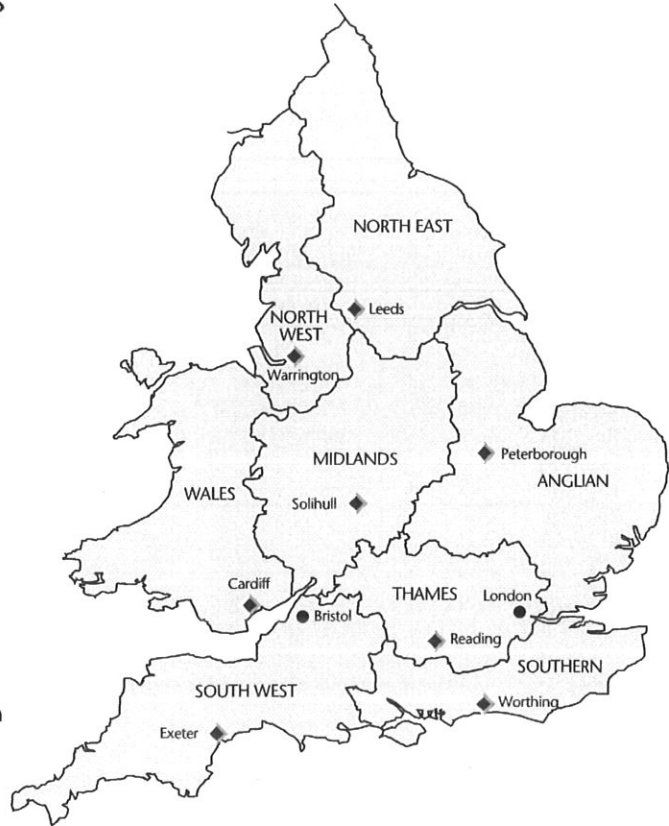 NORTH EAST
Leeds
NORTH
WEST
Warrington
Peterborough
MIDLANDS
ANGLIAN
WALES
Solihull
Cardiff
THAMES
London
Bristol
Reading
SOUTHERN
SOUTH WEST
Worthing
Exeter